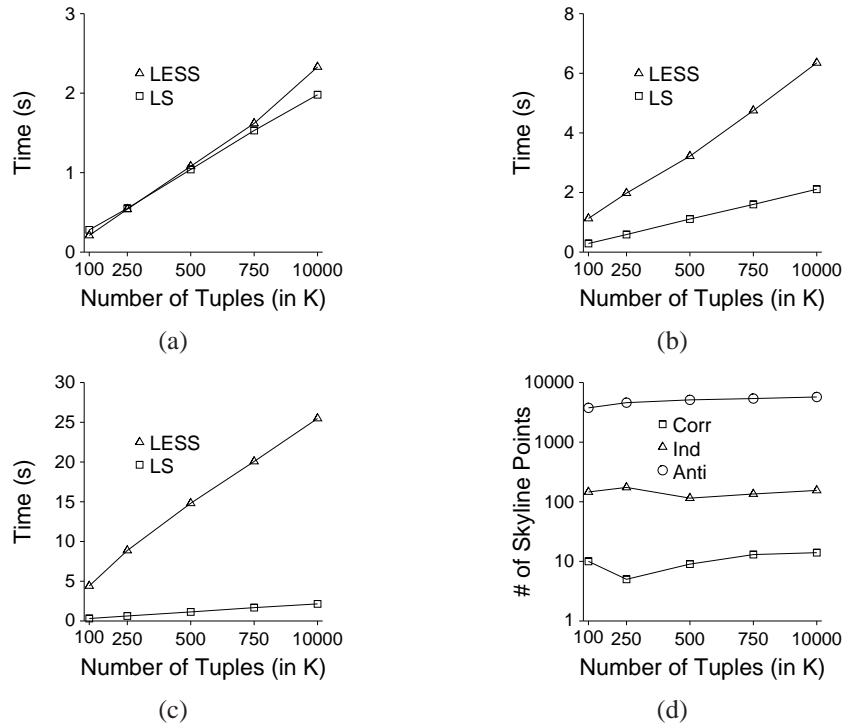 3
2
1
0
Time (s)
LESS
LS
100 250 500 750 10000
Number of Tuples (in K)
(a)
8
6
4
2
0
Time (s)
LESS
LS
100 250 500 750 10000
Number of Tuples (in K)
(b)
30
25
20
15
10
5
0
Time (s)
LESS
LS
100 250 500 750 10000
Number of Tuples (in K)
(c)
10000
1000
100
10
1
# of Skyline Points
Corr
Ind
Anti
100 250 500 750 10000
Number of Tuples (in K)
(d)